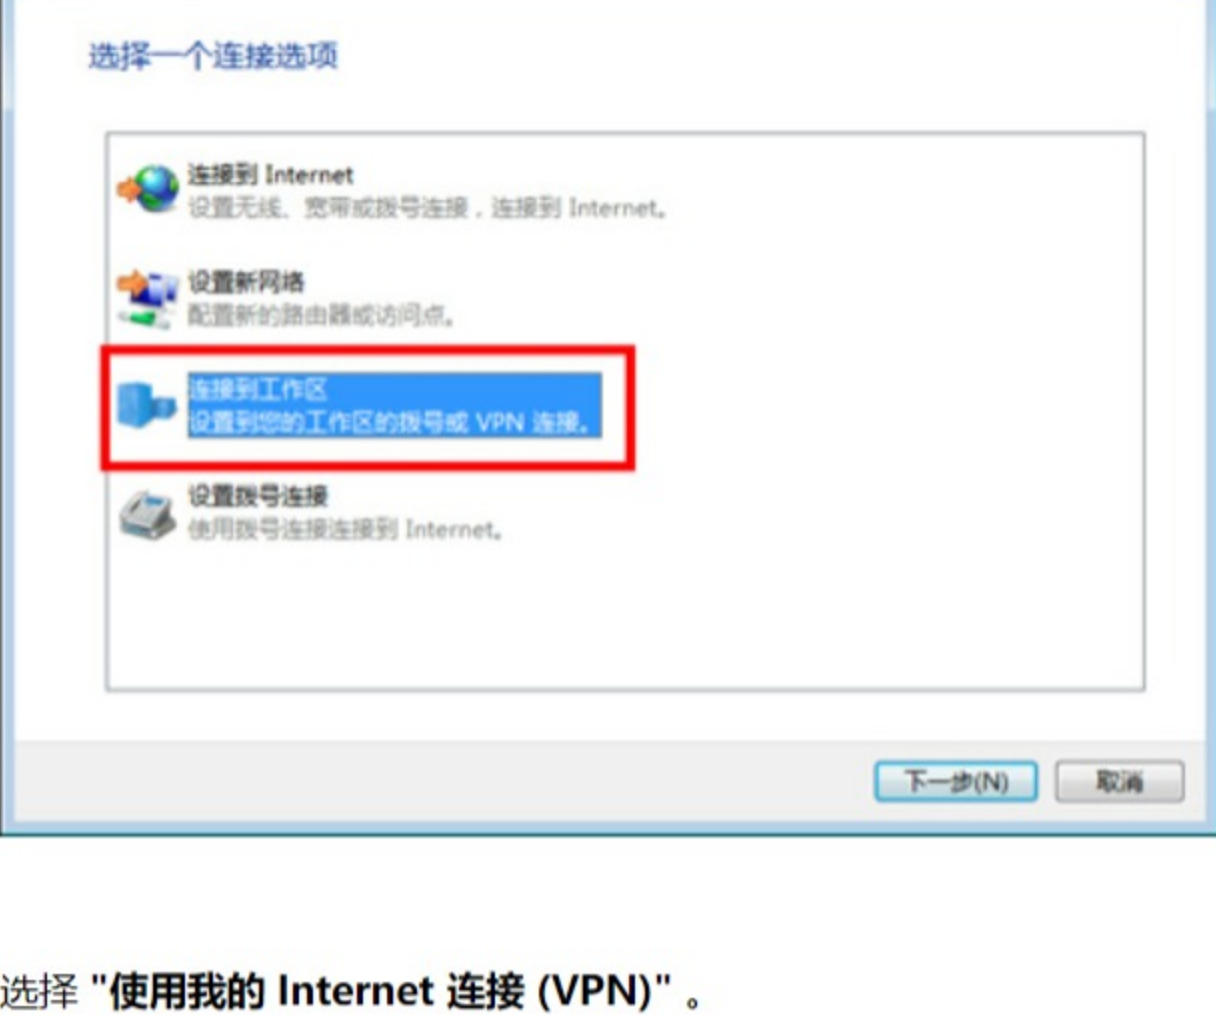 选择一个连接选项
连接到 Internet
设置无线、宽带或拨号连接，连接到 Internet。
设置新网络
配置新的路由器或访问点。
连接到工作区
设置到您的工作区的拨号或 VPN 连接。
设置拨号连接
使用拨号连接连接到 Internet。
下一步(N) 取消
选择 "使用我的 Internet 连接 (VPN)" 。